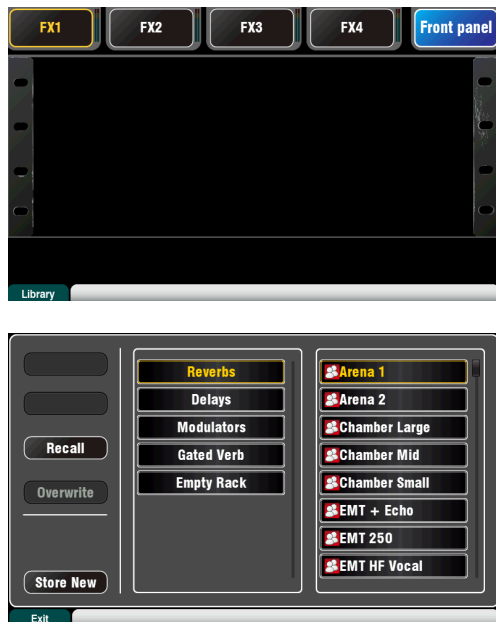 FX1 FX2 FX3 FX4 Front panel
Library
Reverbs
Delays
Modulators
Gated Verb
Empty Rack
Arena 1
Arena 2
Chamber Large
Chamber Mid
Chamber Small
EMT + Echo
EMT 250
EMT HF Vocal
Recall
Overwrite
Store New
Exit